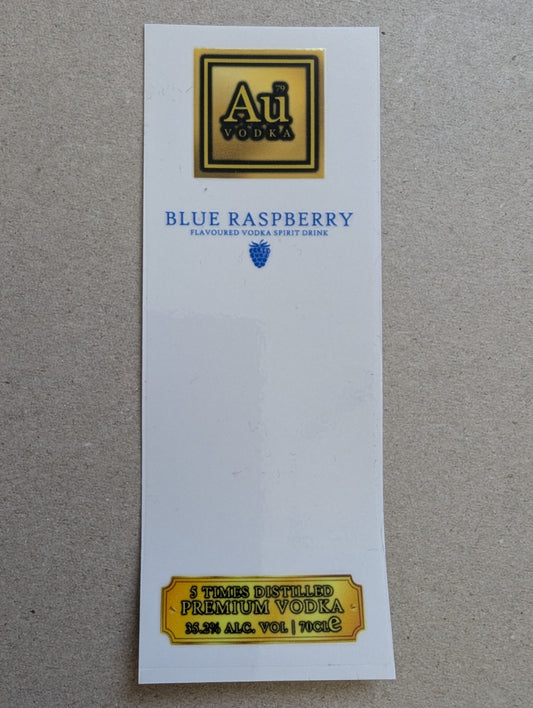 79
Au
VODKA
BLUE RASPBERRY
FLAVOURED VODKA SPIRIT DRINK
5 TIMES DISTILLED
PREMIUM VODKA
35.2% ALC. VOL | 70CL e